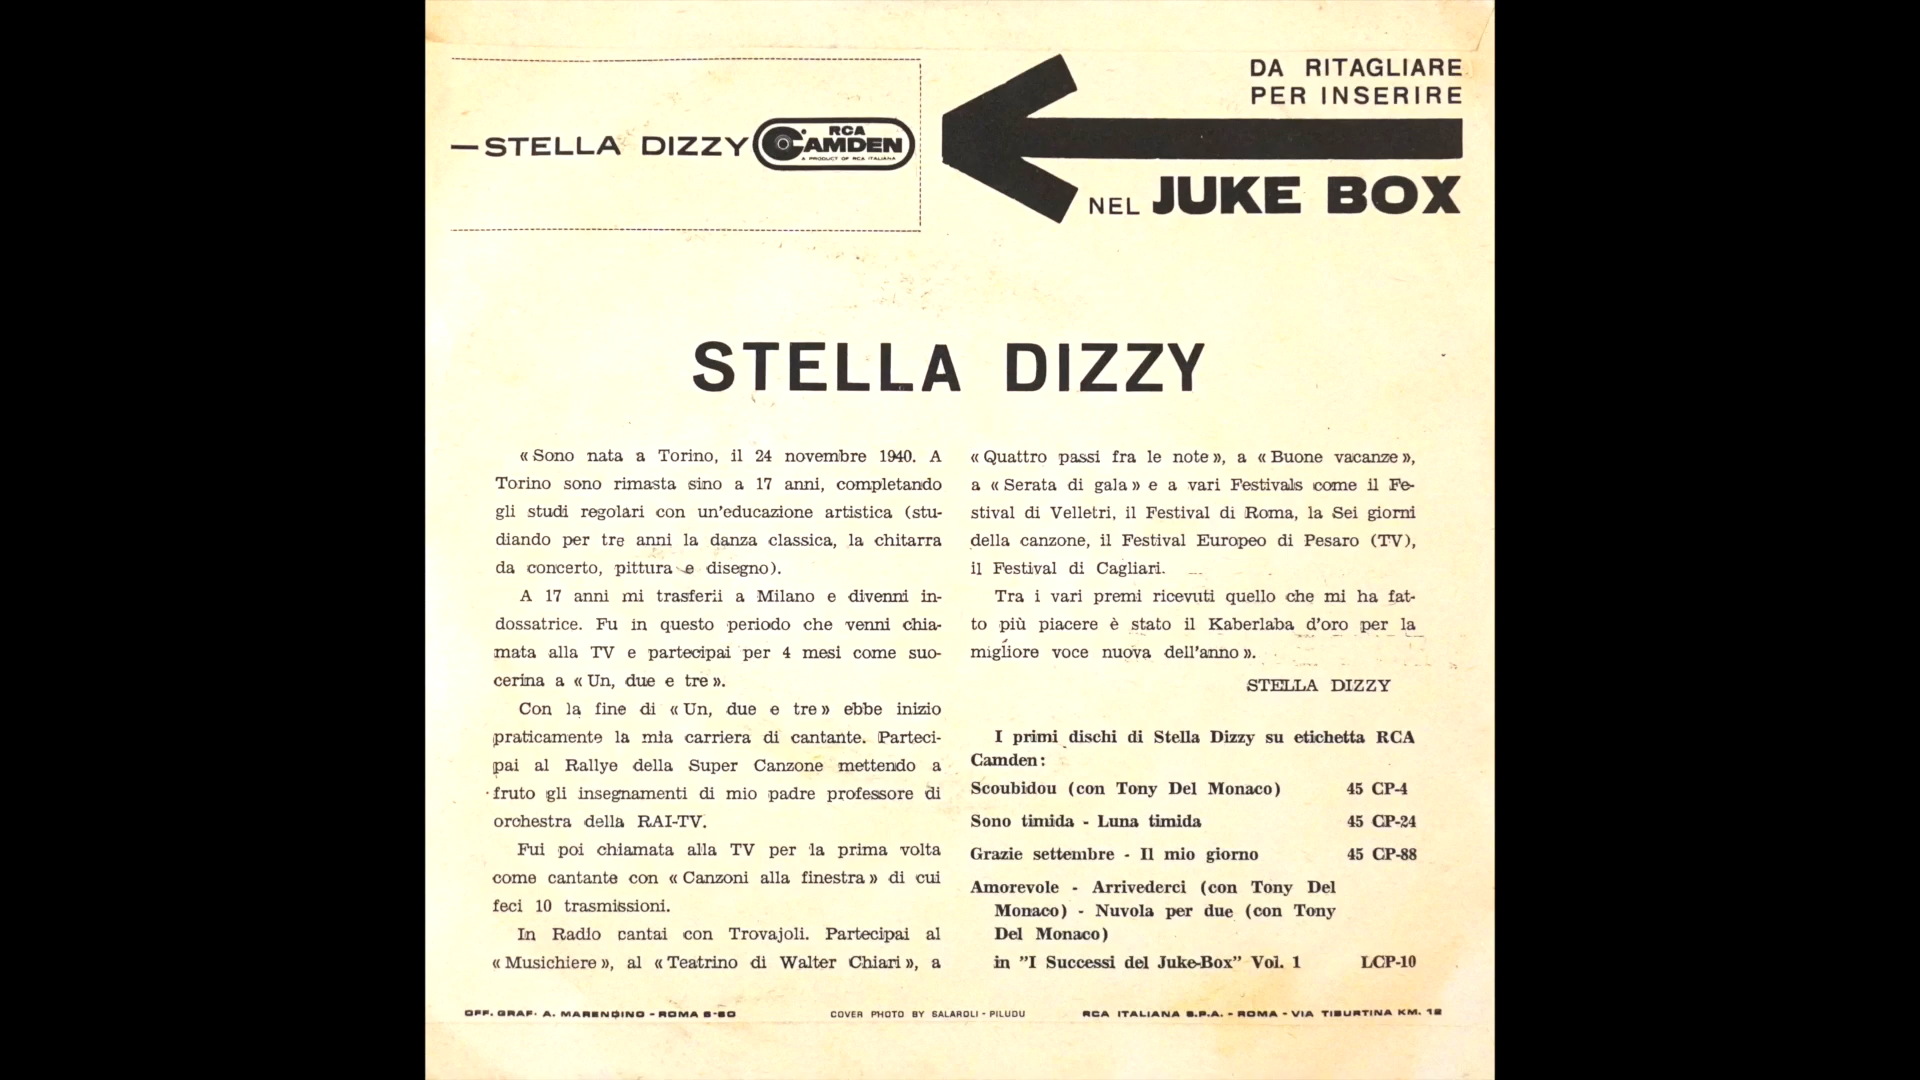 DA RITAGLIARE
PER INSERIRE
— STELLA DIZZY
RCA
CAMDEN
A PRODUCT OF RCA ITALIANA
NEL JUKE BOX
STELLA DIZZY
« Sono nata a Torino, il 24 novembre 1940. A
Torino sono rimasta sino a 17 anni, completando
gli studi regolari con un'educazione artistica (stu-
diando per tre anni la danza classica, la chitarra
da concerto, pittura e disegno).
A 17 anni mi trasferii a Milano e divenni in-
dossatrice. Fu in questo periodo che venni chia-
mata alla TV e partecipai per 4 mesi come suo-
cerina a « Un, due e tre ».
Con la fine di « Un, due e tre » ebbe inizio
praticamente la mia carriera di cantante. Parteci-
pai al Rallye della Super Canzone mettendo a
fruto gli insegnamenti di mio padre professore di
orchestra della RAI-TV.
Fui poi chiamata alla TV per la prima volta
come cantante con « Canzoni alla finestra » di cui
feci 10 trasmissioni.
In Radio cantai con Trovajoli. Partecipai al
« Musichiere », al « Teatrino di Walter Chiari », a
« Quattro passi fra le note », a « Buone vacanze »,
a « Serata di gala » e a vari Festivals come il Fe-
stival di Velletri, il Festival di Roma, la Sei giorni
della canzone, il Festival Europeo di Pesaro (TV),
il Festival di Cagliari.
Tra i vari premi ricevuti quello che mi ha fat-
to più piacere è stato il Kaberlaba d'oro per la
migliore voce nuova dell'anno ».
STELLA DIZZY
I primi dischi di Stella Dizzy su etichetta RCA
Camden:
Scoubidou (con Tony Del Monaco) 45 CP-4
Sono timida - Luna timida 45 CP-24
Grazie settembre - Il mio giorno 45 CP-88
Amorevole - Arrivederci (con Tony Del
Monaco) - Nuvola per due (con Tony
Del Monaco)
in "I Successi del Juke-Box" Vol. 1 LCP-10
OFF. GRAF. A. MARENGINO - ROMA 8-60
COVER PHOTO BY SALAROLI - PILUDU
RCA ITALIANA S.P.A. - ROMA - VIA TIBURTINA KM. 12